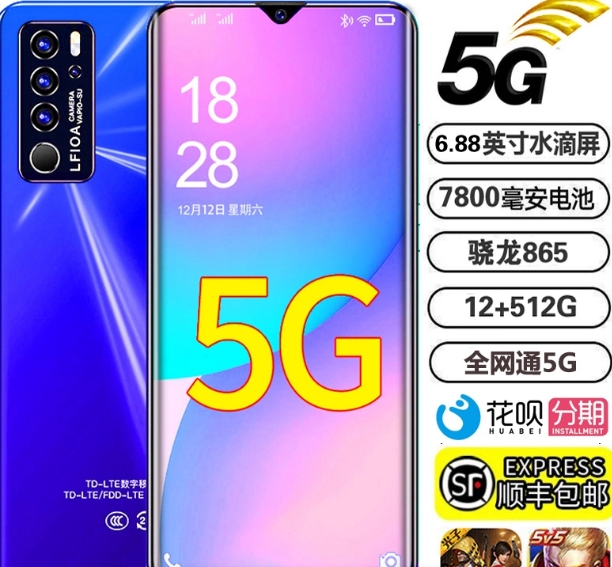 LFIOA
CAMERA
VAPIO-SU
TD-LTE数字移
TD-LTE/FDD-LTE
18
28
12月12日 星期六
5G
5G
6.88英寸水滴屏
7800毫安电池
骁龙865
12+512G
全网通5G
花呗
HUABEI
分期
INSTALLMENT
SF
EXPRESS
顺丰包邮
5v5